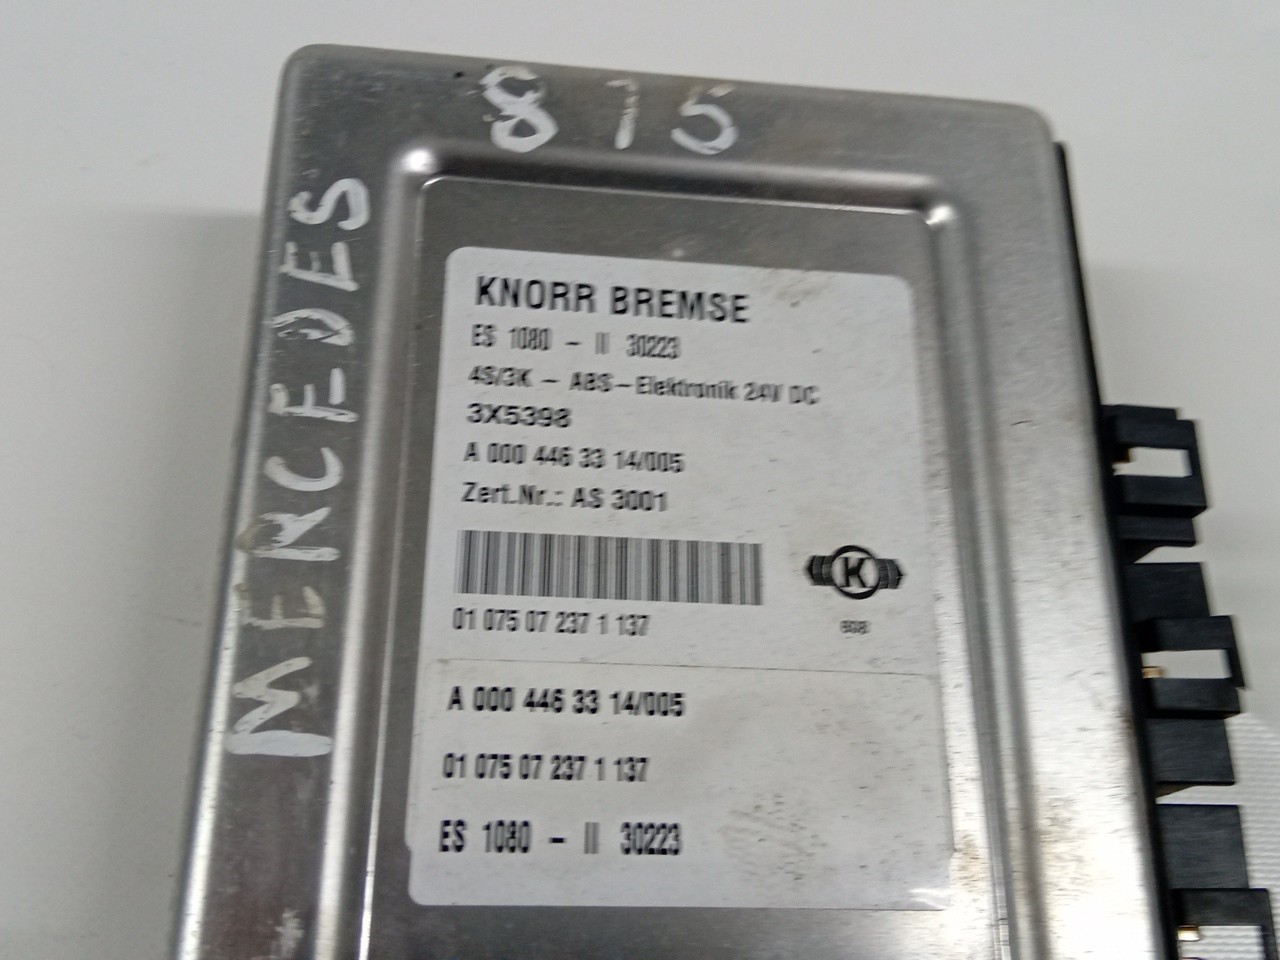 815
MERCEDES
KNORR BREMSE
ES 1080 - II 30223
4S/3K - ABS-Elektronik 24V DC
3X5398
A 000 446 33 14/005
Zert.Nr.: AS 3001
01 075 07 237 1 137
K
A 000 446 33 14/005
01 075 07 237 1 137
ES 1080 - II 30223